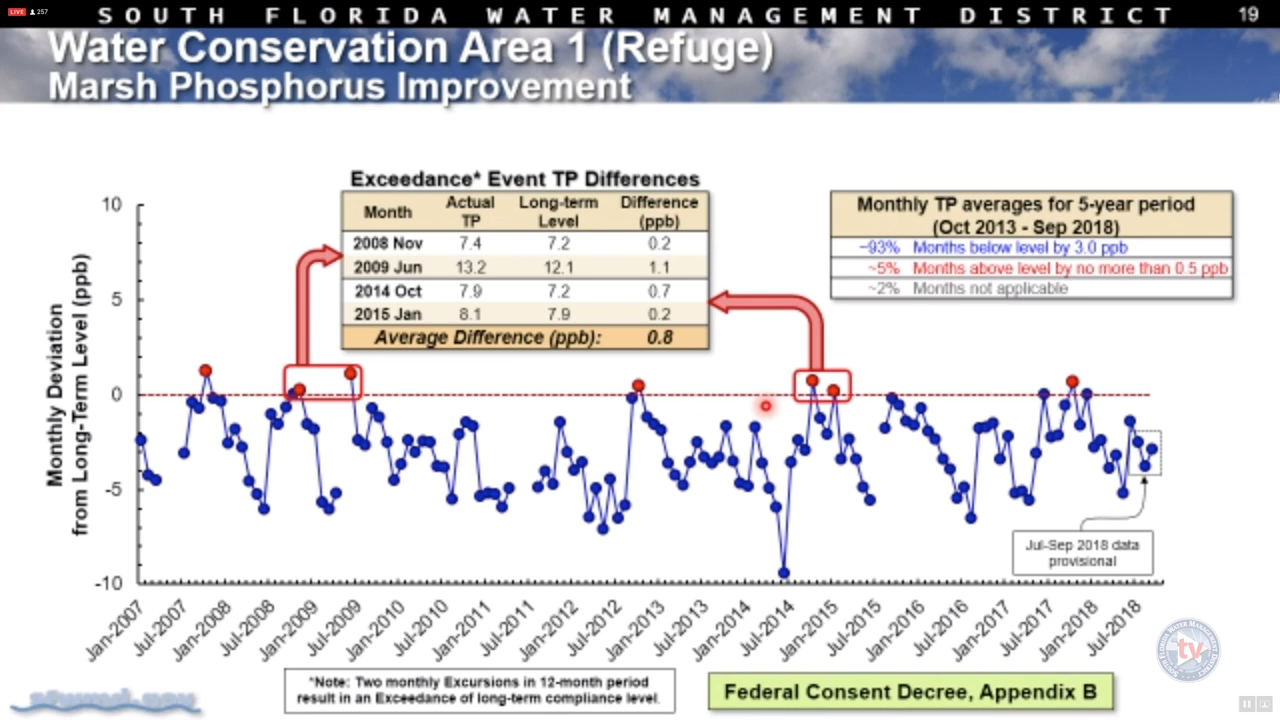 LIVE 257
SOUTH FLORIDA WATER MANAGEMENT DISTRICT
19
Water Conservation Area 1 (Refuge)
Marsh Phosphorus Improvement
Exceedance* Event TP Differences
Month Actual TP Long-term Level Difference (ppb)
2008 Nov 7.4 7.2 0.2
2009 Jun 13.2 12.1 1.1
2014 Oct 7.9 7.2 0.7
2015 Jan 8.1 7.9 0.2
Average Difference (ppb): 0.8
Monthly TP averages for 5-year period
(Oct 2013 - Sep 2018)
~93% Months below level by 3.0 ppb
~5% Months above level by no more than 0.5 ppb
~2% Months not applicable
Monthly Deviation
from Long-Term Level (ppb)
10
5
0
-5
-10
Jul-Sep 2018 data
provisional
Jan-2007 Jul-2007 Jan-2008 Jul-2008 Jan-2009 Jul-2009 Jan-2010 Jul-2010 Jan-2011 Jul-2011 Jan-2012 Jul-2012 Jan-2013 Jul-2013 Jan-2014 Jul-2014 Jan-2015 Jul-2015 Jan-2016 Jul-2016 Jan-2017 Jul-2017 Jan-2018 Jul-2018
*Note: Two monthly Excursions in 12-month period
result in an Exceedance of long-term compliance level.
Federal Consent Decree, Appendix B
sfwmd.gov
tv